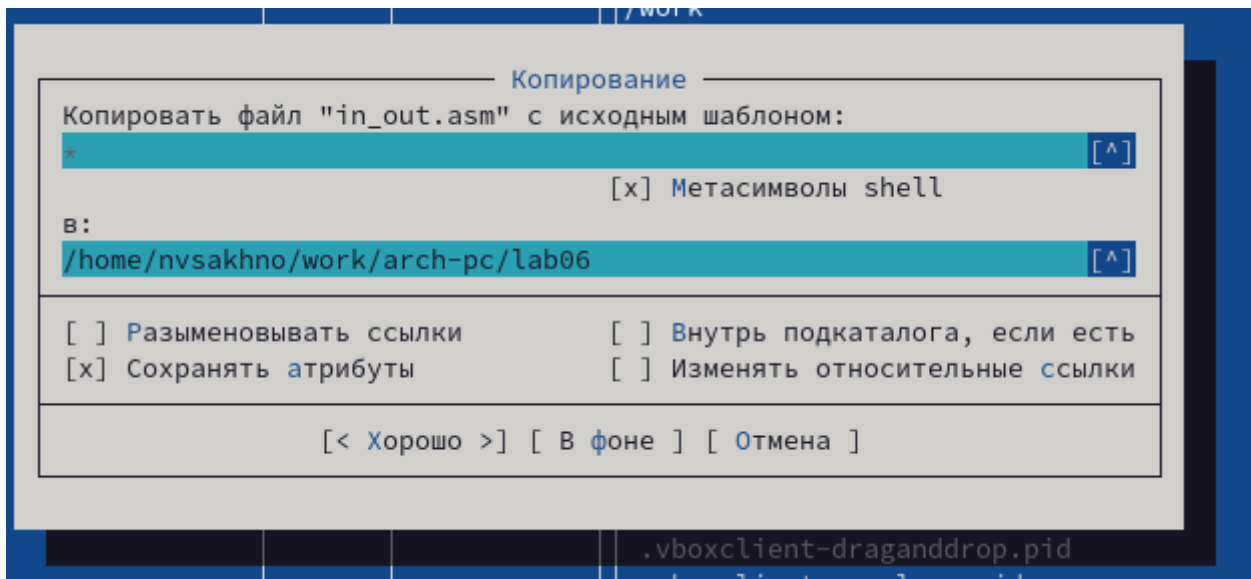 /work
Копирование
Копировать файл "in_out.asm" с исходным шаблоном:
* [^]
[x] Метасимволы shell
в:
/home/nvsakhno/work/arch-pc/lab06 [^]
[ ] Разыменовывать ссылки [ ] Внутрь подкаталога, если есть
[x] Сохранять атрибуты [ ] Изменять относительные ссылки
[< Хорошо >] [ В фоне ] [ Отмена ]
.vboxclient-draganddrop.pid